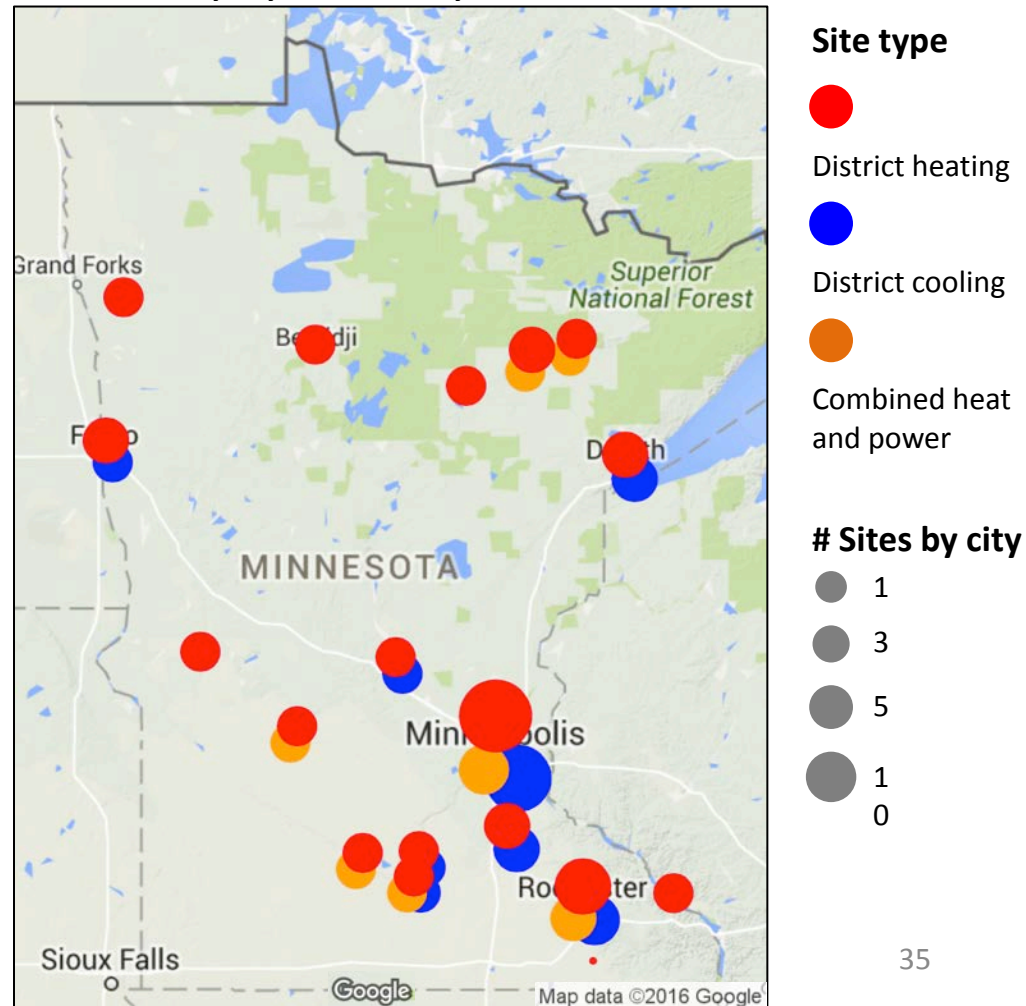 Site type
District heating
District cooling
Combined heat
and power
# Sites by city
1
3
5
1
0
Grand Forks
Superior
National Forest
MINNESOTA
Sioux Falls
Google
Map data ©2016 Google
35